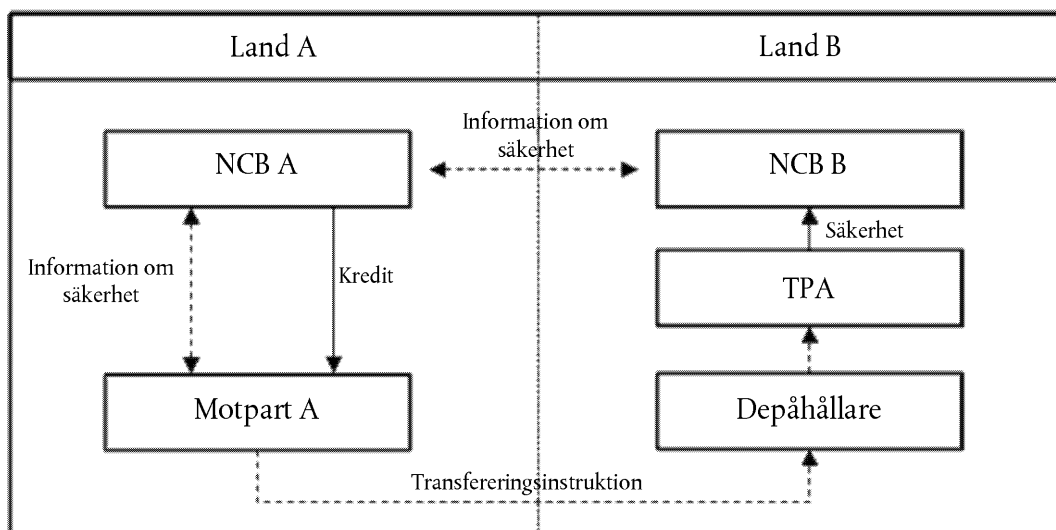 Land A
Land B
Information om
säkerhet
NCB A
NCB B
Säkerhet
Information om
säkerhet
Kredit
TPA
Motpart A
Depåhållare
Transfereringsinstruktion